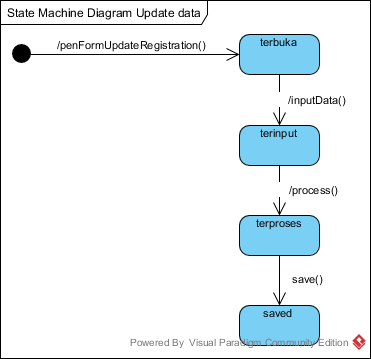 State Machine Diagram Update data
/penFormUpdateRegistration()
terbuka
/inputData()
terinput
/process()
terproses
save()
saved
Powered By Visual Paradigm Community Edition